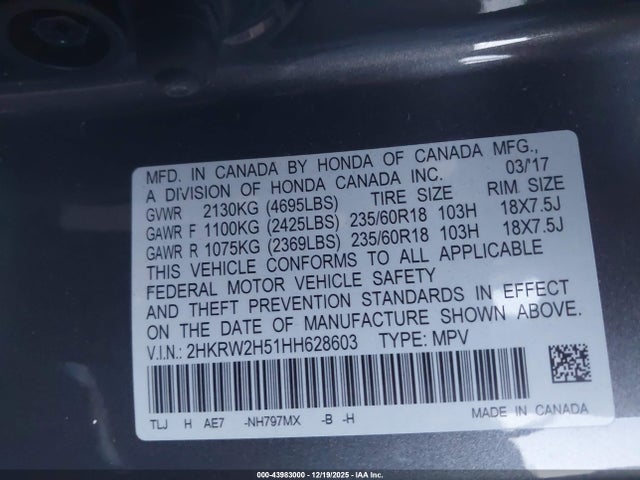 MFD. IN CANADA BY HONDA OF CANADA MFG.,
A DIVISION OF HONDA CANADA INC. 03/'17
GVWR 2130KG (4695LBS) TIRE SIZE RIM SIZE
GAWR F 1100KG (2425LBS) 235/60R18 103H 18X7.5J
GAWR R 1075KG (2369LBS) 235/60R18 103H 18X7.5J
THIS VEHICLE CONFORMS TO ALL APPLICABLE
FEDERAL MOTOR VEHICLE SAFETY
AND THEFT PREVENTION STANDARDS IN EFFECT
ON THE DATE OF MANUFACTURE SHOWN ABOVE.
V.I.N.: 2HKRW2H51HH628603 TYPE: MPV
TLJ H AE7 -NH797MX -B -H
MADE IN CANADA
000-43983000 - 12/19/2025 - IAA Inc.